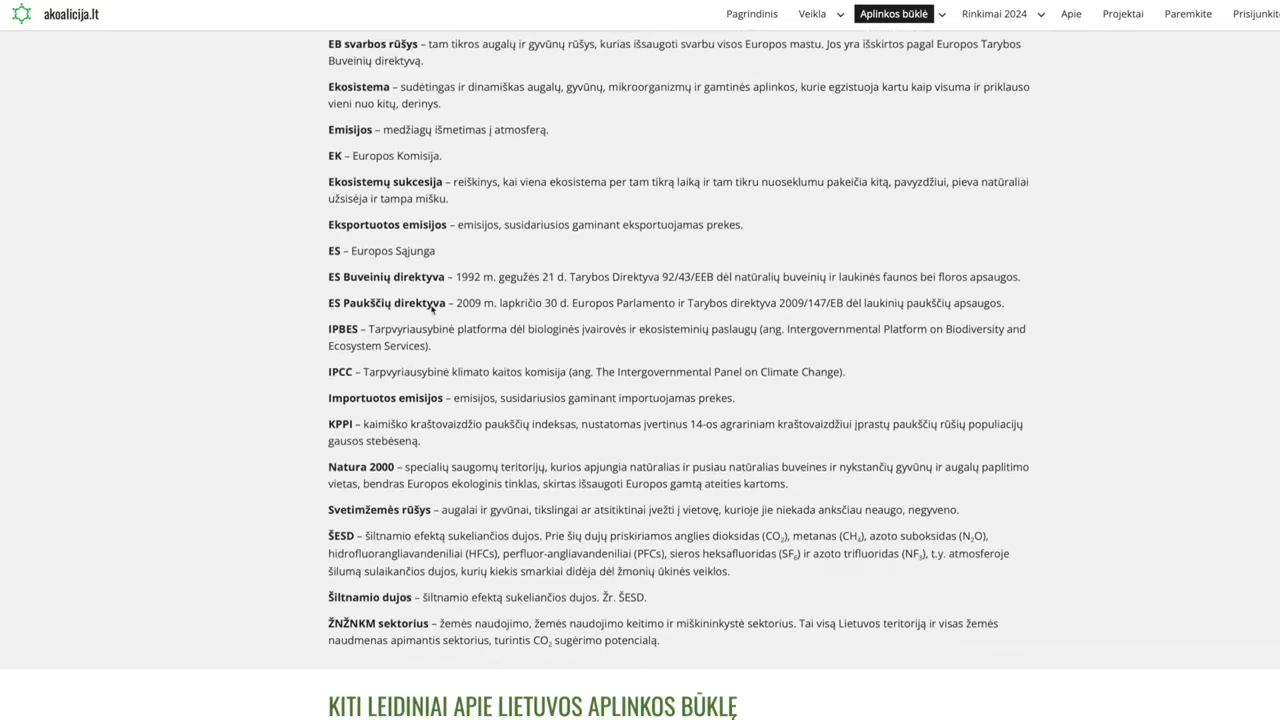 akoalicija.lt
Pagrindinis Veikla Aplinkos būklė Rinkimai 2024 Apie Projektai Paremkite Prisijunkit
EB svarbos rūšys – tam tikros augalų ir gyvūnų rūšys, kurias išsaugoti svarbu visos Europos mastu. Jos yra išskirtos pagal Europos Tarybos
Buveinių direktyvą.
Ekosistema – sudėtingas ir dinamiškas augalų, gyvūnų, mikroorganizmų ir gamtinės aplinkos, kurie egzistuoja kartu kaip visuma ir priklauso
vieni nuo kitų, derinys.
Emisijos – medžiagų išmetimas į atmosferą.
EK – Europos Komisija.
Ekosistemų sukcesija – reiškinys, kai viena ekosistema per tam tikrą laiką ir tam tikru nuoseklumu pakeičia kitą, pavyzdžiui, pieva natūraliai
užsisėja ir tampa mišku.
Eksportuotos emisijos – emisijos, susidariusios gaminant eksportuojamas prekes.
ES – Europos Sąjunga
ES Buveinių direktyva – 1992 m. gegužės 21 d. Tarybos Direktyva 92/43/EEB dėl natūralių buveinių ir laukinės faunos bei floros apsaugos.
ES Paukščių direktyva – 2009 m. lapkričio 30 d. Europos Parlamento ir Tarybos direktyva 2009/147/EB dėl laukinių paukščių apsaugos.
IPBES – Tarpvyriausybinė platforma dėl biologinės įvairovės ir ekosisteminių paslaugų (ang. Intergovernmental Platform on Biodiversity and
Ecosystem Services).
IPCC – Tarpvyriausybinė klimato kaitos komisija (ang. The Intergovernmental Panel on Climate Change).
Importuotos emisijos – emisijos, susidariusios gaminant importuojamas prekes.
KPPI – kaimiško kraštovaizdžio paukščių indeksas, nustatomas įvertinus 14-os agrariniam kraštovaizdžiui įprastų paukščių rūšių populiacijų
gausos stebėseną.
Natura 2000 – specialių saugomų teritorijų, kurios apjungia natūralias ir pusiau natūralias buveines ir nykstančių gyvūnų ir augalų paplitimo
vietas, bendras Europos ekologinis tinklas, skirtas išsaugoti Europos gamtą ateities kartoms.
Svetimžemės rūšys – augalai ir gyvūnai, tikslingai ar atsitiktinai įvežti į vietovę, kurioje jie niekada anksčiau neaugo, negyveno.
ŠESD – šiltnamio efektą sukeliančios dujos. Prie šių dujų priskiriamos anglies dioksidas (CO₂), metanas (CH₄), azoto suboksidas (N₂O),
hidrofluorangliavandeniliai (HFCs), perfluor-angliavandeniliai (PFCs), sieros heksafluoridas (SF₆) ir azoto trifluoridas (NF₃), t.y. atmosferoje
šilumą sulaikančios dujos, kurių kiekis smarkiai didėja dėl žmonių ūkinės veiklos.
Šiltnamio dujos – šiltnamio efektą sukeliančios dujos. Žr. ŠESD.
ŽNŽNKM sektorius – žemės naudojimo, žemės naudojimo keitimo ir miškininkystė sektorius. Tai visą Lietuvos teritoriją ir visas žemės
naudmenas apimantis sektorius, turintis CO₂ sugėrimo potencialą.
KITI LEIDINIAI APIE LIETUVOS APLINKOS BŪKLĘ